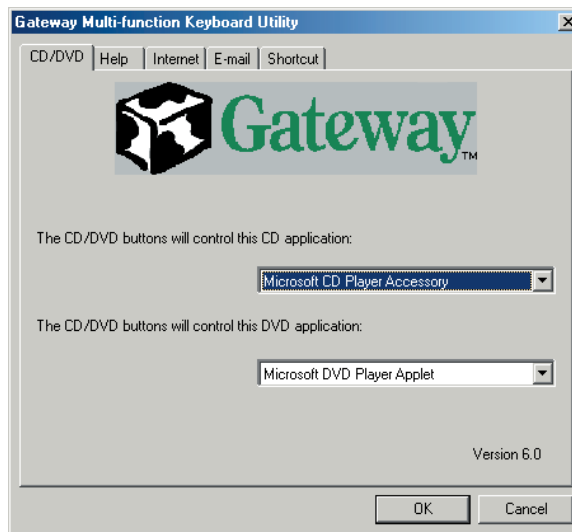 Gateway Multi-function Keyboard Utility
CD/DVD Help Internet E-mail Shortcut
Gateway™
The CD/DVD buttons will control this CD application:
Microsoft CD Player Accessory
The CD/DVD buttons will control this DVD application:
Microsoft DVD Player Applet
Version 6.0
OK Cancel